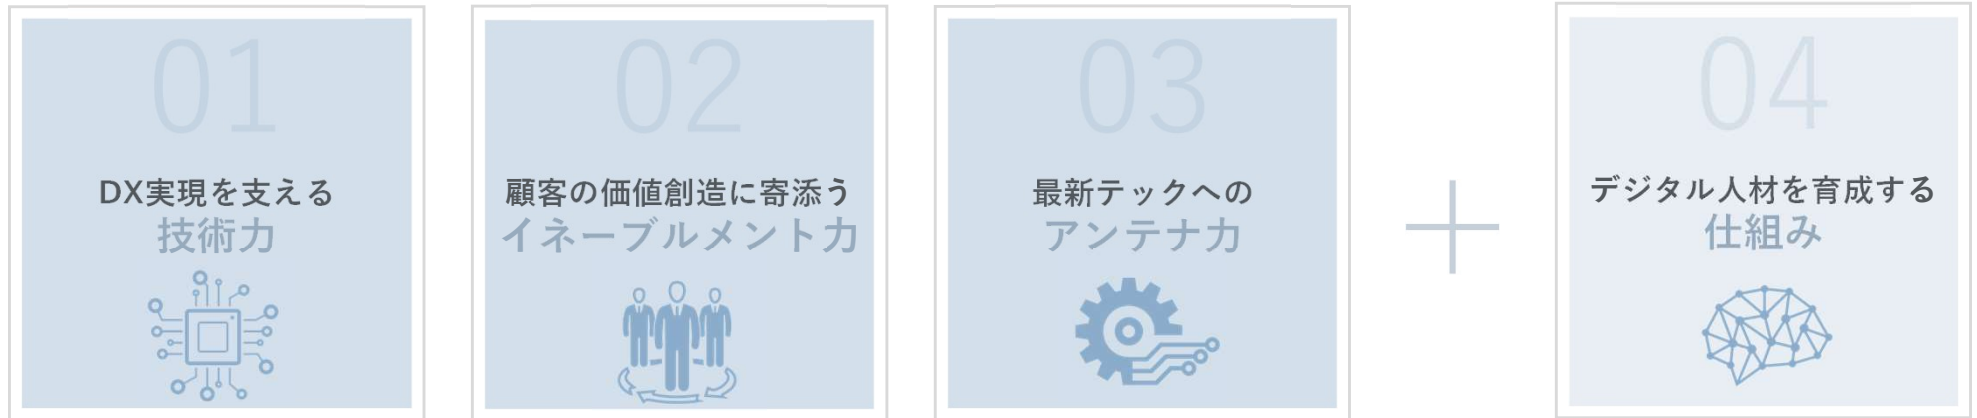 01
DX実現を支える
技術力
02
顧客の価値創造に寄添う
イネーブルメント力
03
最新テックへの
アンテナ力
04
デジタル人材を育成する
仕組み